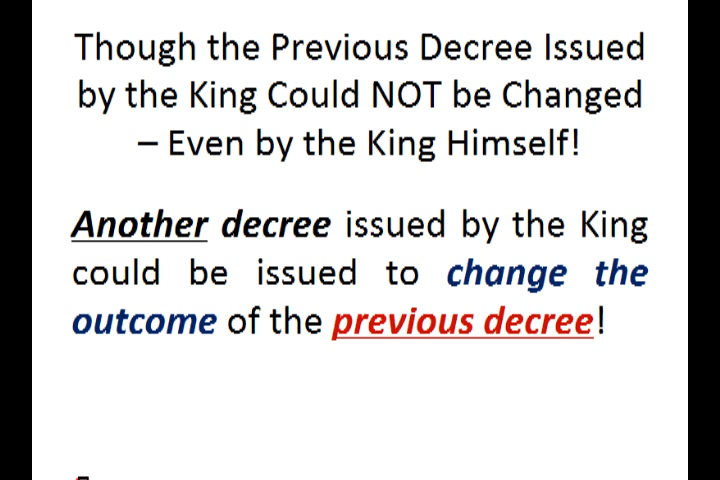 Though the Previous Decree Issued
by the King Could NOT be Changed
– Even by the King Himself!
Another decree issued by the King
could be issued to change the
outcome of the previous decree!